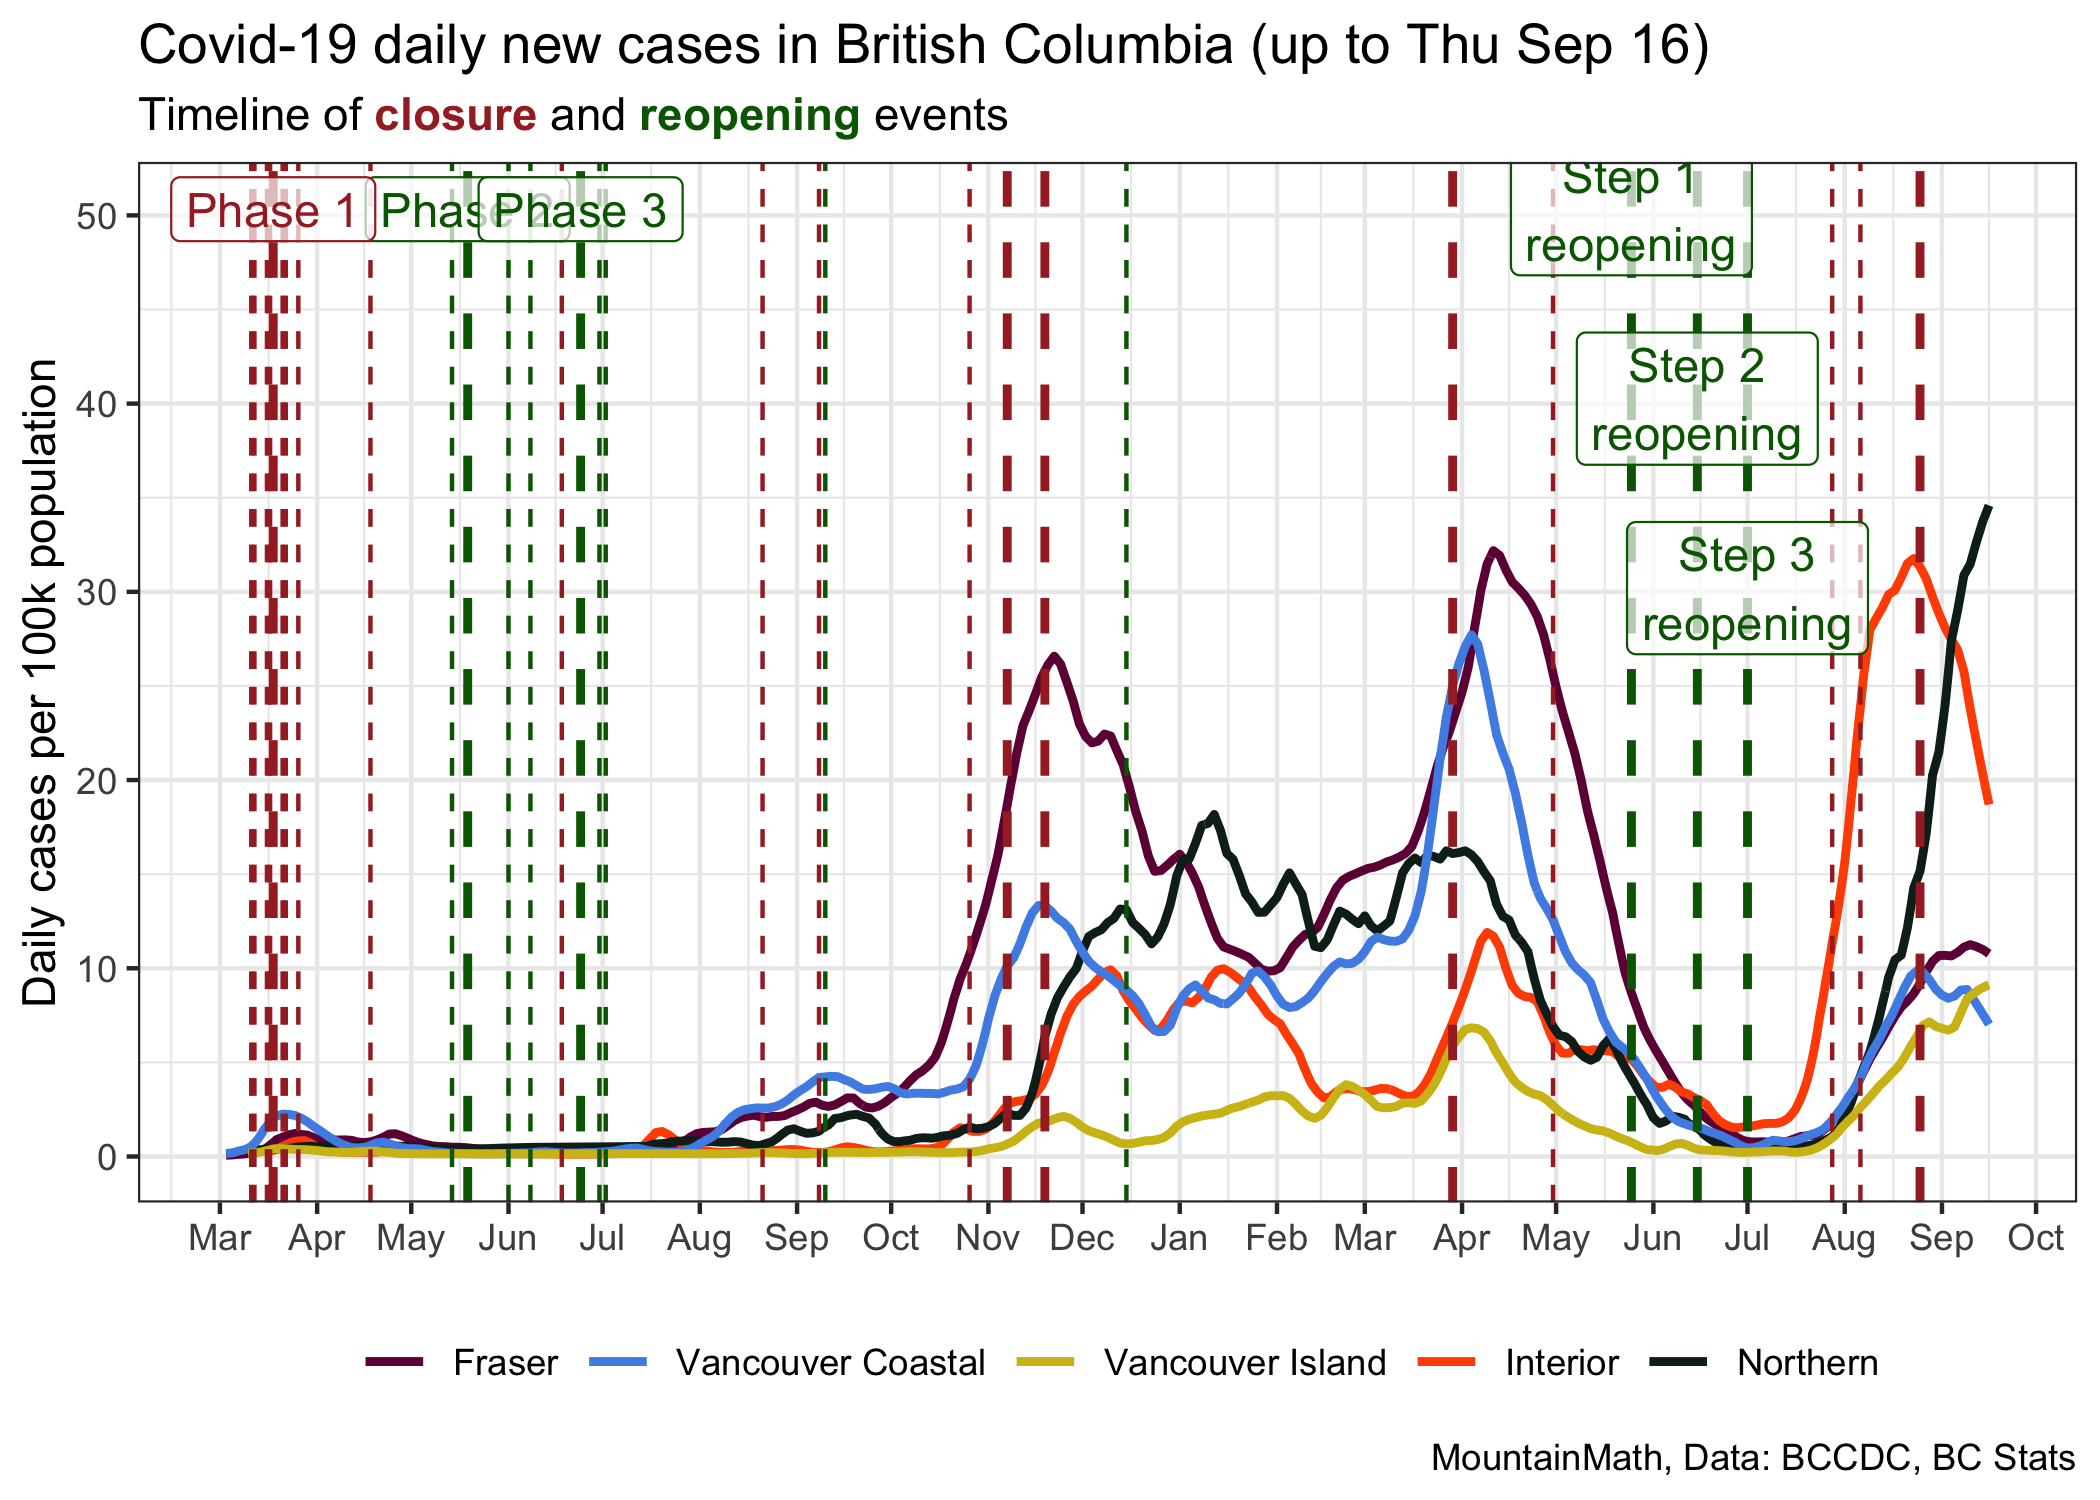 Covid-19 daily new cases in British Columbia (up to Thu Sep 16)
Timeline of closure and reopening events
Daily cases per 100k population
50
40
30
20
10
0
Phase 1
Phase 2
Phase 3
Step 1
reopening
Step 2
reopening
Step 3
reopening
Mar Apr May Jun Jul Aug Sep Oct Nov Dec Jan Feb Mar Apr May Jun Jul Aug Sep Oct
Fraser Vancouver Coastal Vancouver Island Interior Northern
MountainMath, Data: BCCDC, BC Stats